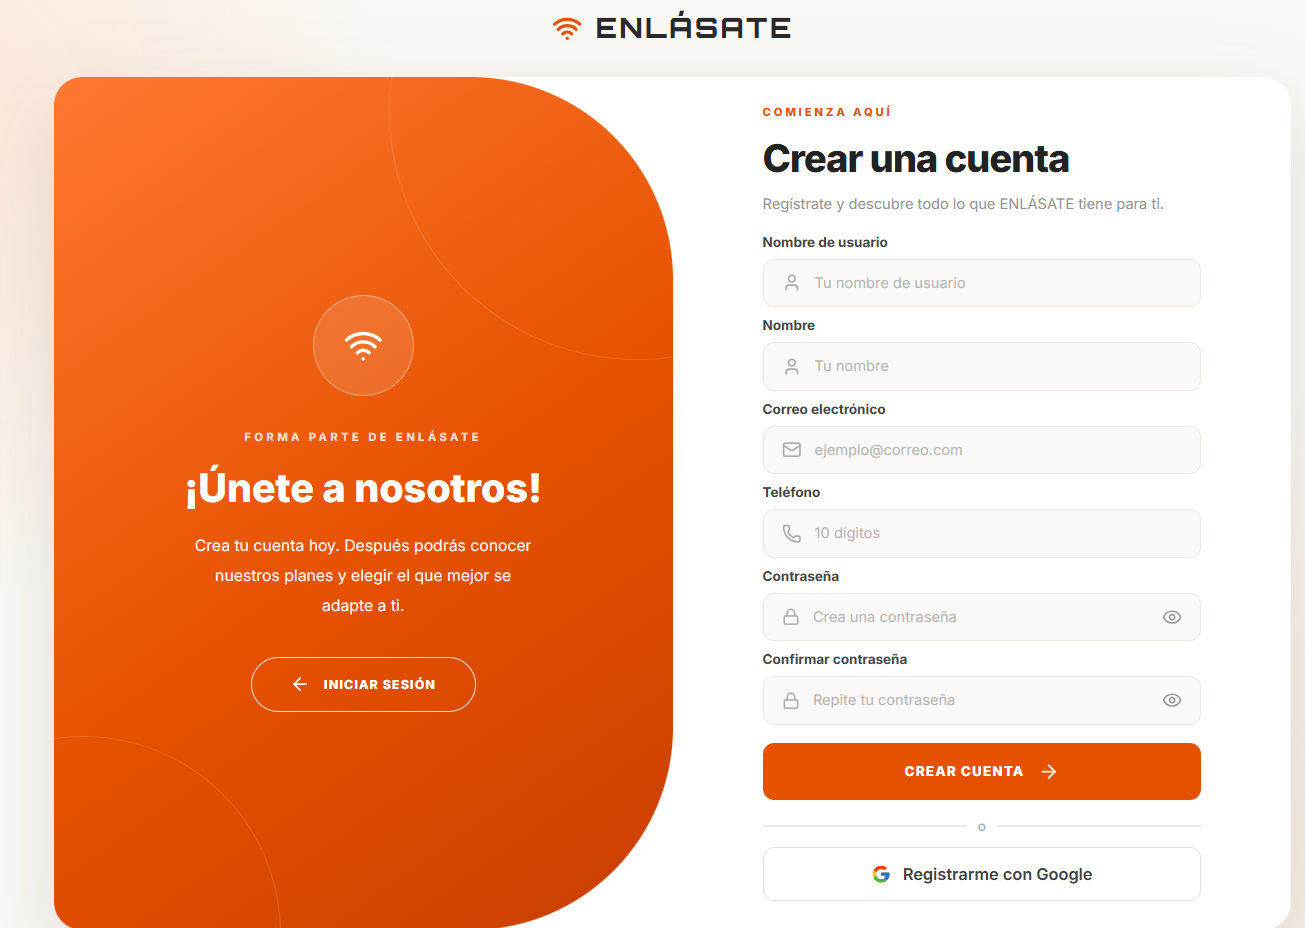 ENLÁSATE
FORMA PARTE DE ENLÁSATE
¡Únete a nosotros!
Crea tu cuenta hoy. Después podrás conocer
nuestros planes y elegir el que mejor se
adapte a ti.
INICIAR SESIÓN
COMIENZA AQUÍ
Crear una cuenta
Regístrate y descubre todo lo que ENLÁSATE tiene para ti.
Nombre de usuario
Tu nombre de usuario
Nombre
Tu nombre
Correo electrónico
ejemplo@correo.com
Teléfono
10 dígitos
Contraseña
Crea una contraseña
Confirmar contraseña
Repite tu contraseña
CREAR CUENTA
o
Registrarme con Google